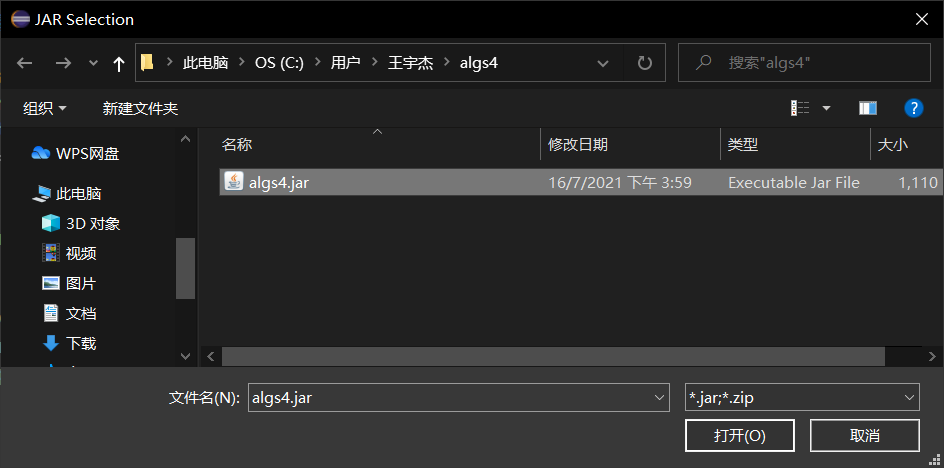 JAR Selection
此电脑 OS (C:) 用户 王宇杰 algs4 搜索"algs4"
组织 新建文件夹
WPS网盘
此电脑
3D 对象
视频
图片
文档
下载
名称 修改日期 类型 大小
algs4.jar 16/7/2021 下午 3:59 Executable Jar File 1,110
文件名(N): algs4.jar *.jar;*.zip
打开(O) 取消